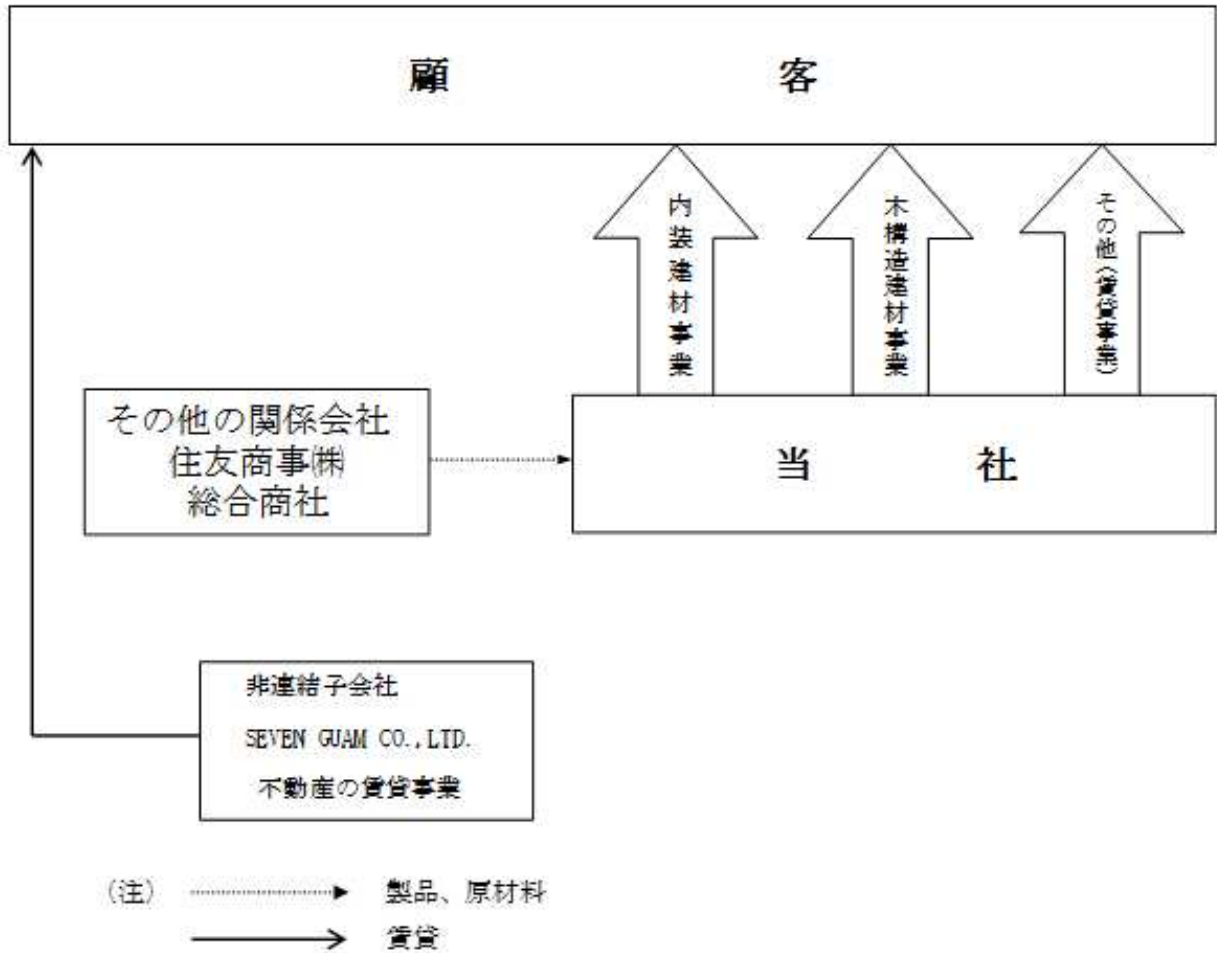 顧客
内装建材事業
木構造建材事業
その他（賃貸事業）
その他の関係会社
住友商事㈱
総合商社
当社
非連結子会社
SEVEN GUAM CO.,LTD.
不動産の賃貸事業
（注） 製品、原材料
賃貸